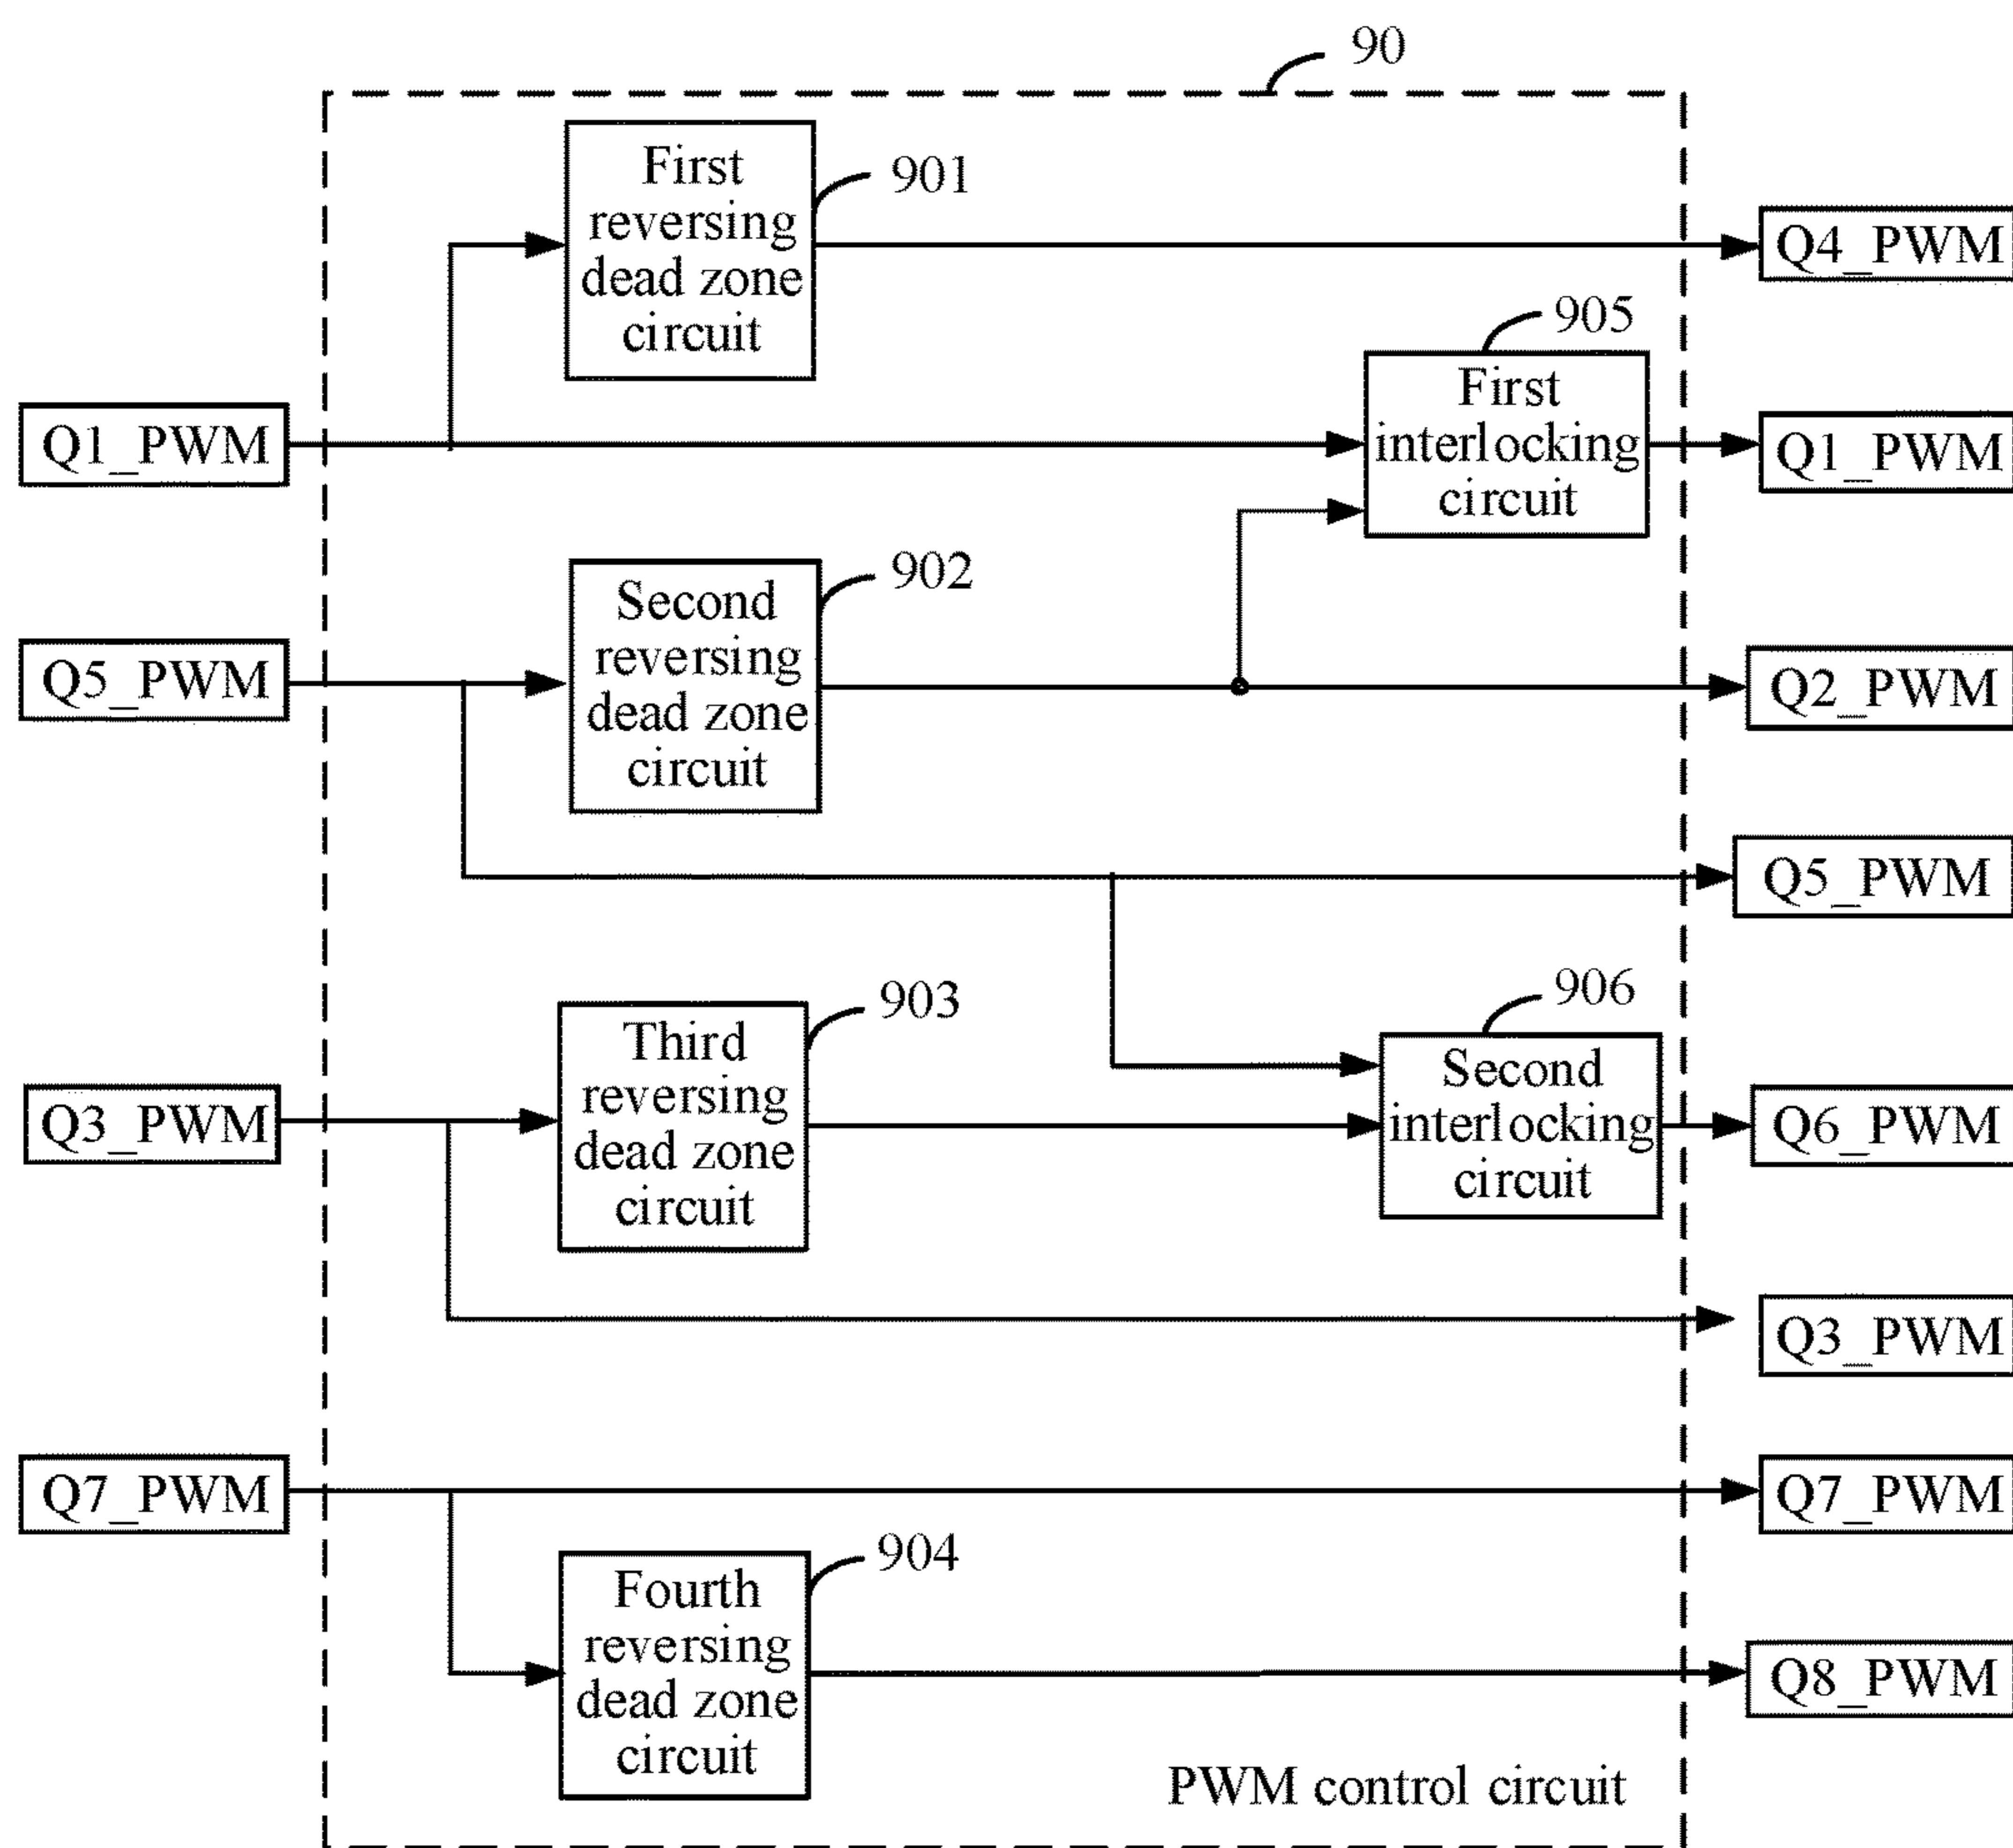 90
First
reversing
dead zone
circuit
901
Q4_PWM
905
First
interlocking
circuit
Q1_PWM
Q1_PWM
Second
reversing
dead zone
circuit
902
Q5_PWM
Q2_PWM
Q5_PWM
906
903
Third
reversing
dead zone
circuit
Second
interlocking
circuit
Q3_PWM
Q6_PWM
Q3_PWM
Q7_PWM
Q7_PWM
904
Fourth
reversing
dead zone
circuit
Q8_PWM
PWM control circuit